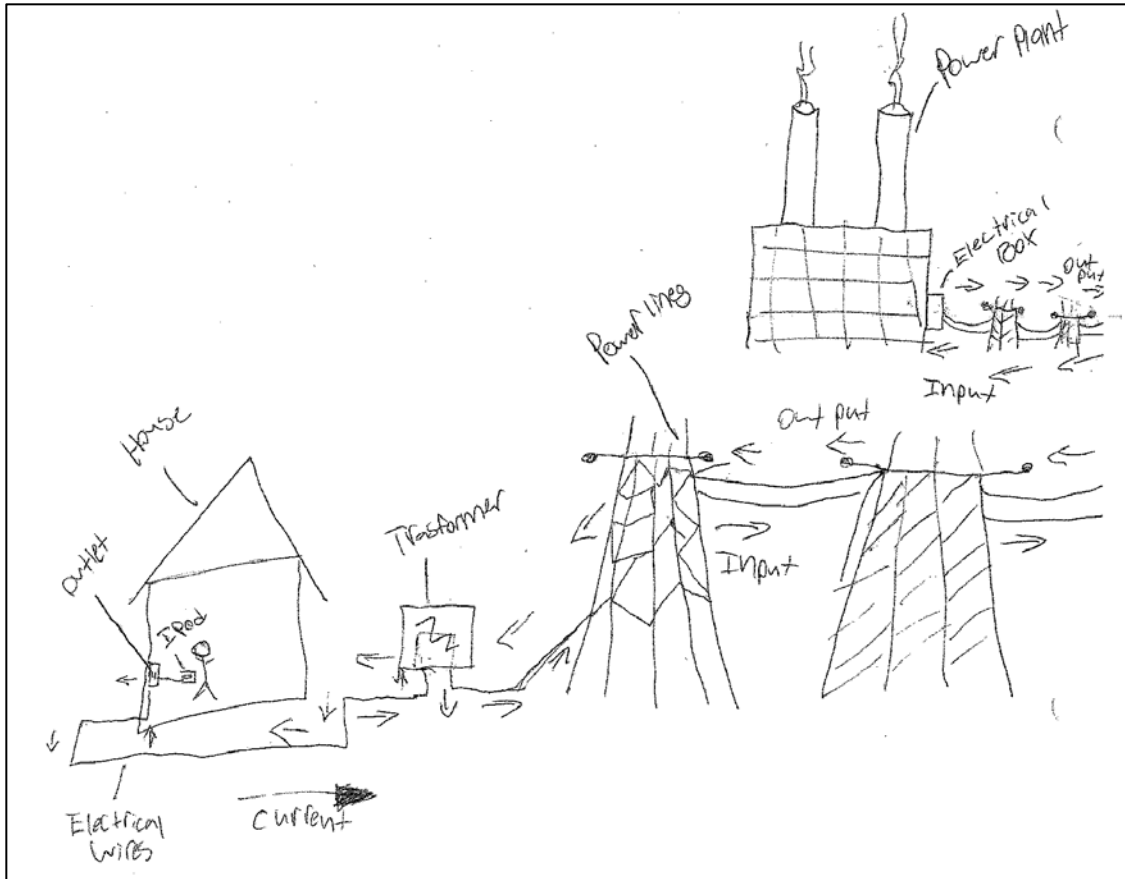 Power Plant
Electrical
Box
Out
put
Power lines
Input
Out put
House
Trasformer
outlet
Input
IPod
Electrical
wires
Current